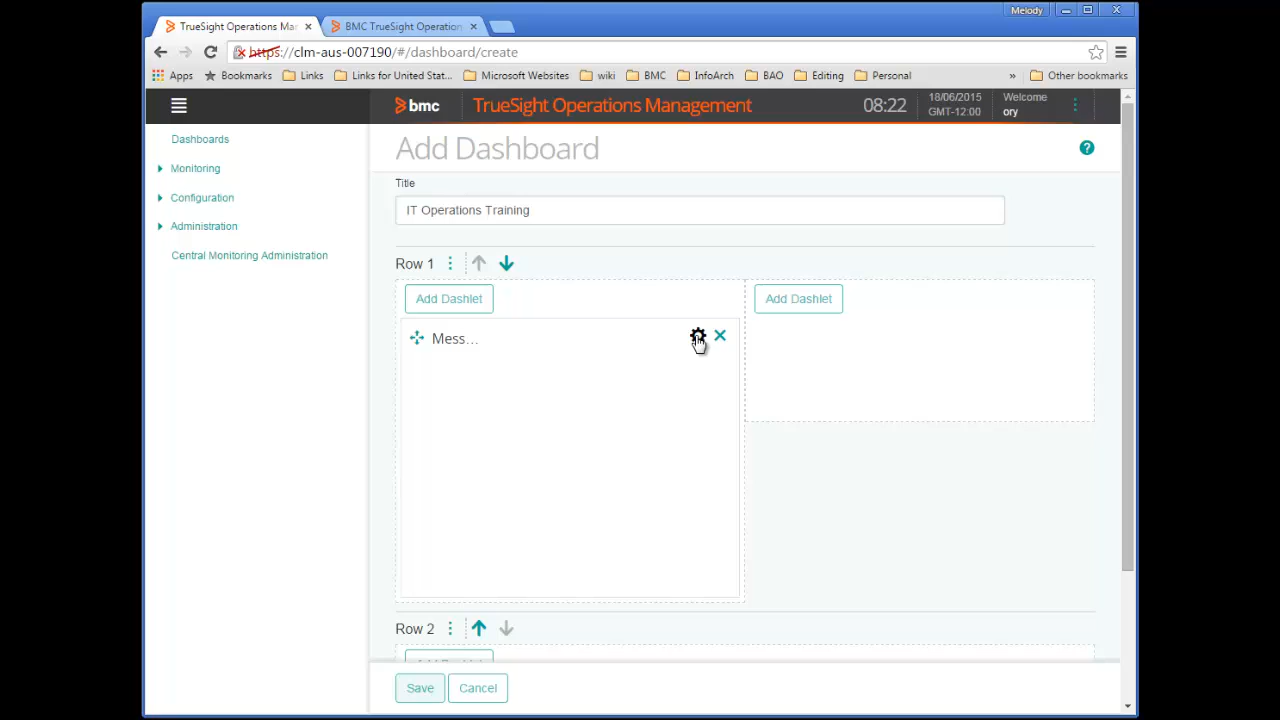 Melody
TrueSight Operations Ma
BMC TrueSight Operation
https://clm-aus-007190/#/dashboard/create
Apps Bookmarks Links Links for United Stat... Microsoft Websites wiki BMC InfoArch BAO Editing Personal » Other bookmarks
bmc TrueSight Operations Management 08:22 18/06/2015 GMT-12:00 Welcome ory
Dashboards
Monitoring
Configuration
Administration
Central Monitoring Administration
Add Dashboard
?
Title
IT Operations Training
Row 1
Add Dashlet
Add Dashlet
Mess...
Row 2
Save
Cancel